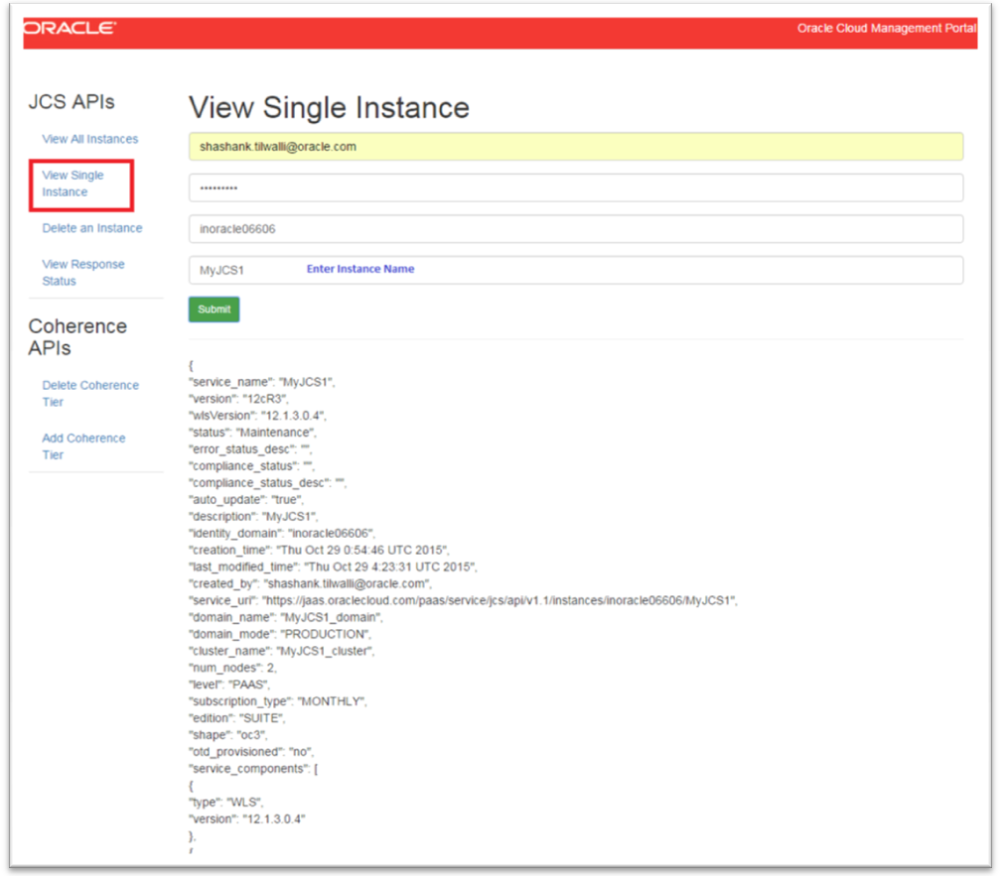 ORACLE®
Oracle Cloud Management Portal
JCS APIs
View All Instances
View Single
Instance
Delete an Instance
View Response
Status
Coherence
APIs
Delete Coherence
Tier
Add Coherence
Tier
View Single Instance
shashank.tilwalli@oracle.com
•••••••••
inoracle06606
MyJCS1 Enter Instance Name
Submit
{
"service_name": "MyJCS1",
"version": "12cR3",
"wlsVersion": "12.1.3.0.4",
"status": "Maintenance",
"error_status_desc": "",
"compliance_status": "",
"compliance_status_desc": "",
"auto_update": "true",
"description": "MyJCS1",
"identity_domain": "inoracle06606",
"creation_time": "Thu Oct 29 0:54:46 UTC 2015",
"last_modified_time": "Thu Oct 29 4:23:31 UTC 2015",
"created_by": "shashank.tilwalli@oracle.com",
"service_uri": "https://jaas.oraclecloud.com/paas/service/jcs/api/v1.1/instances/inoracle06606/MyJCS1",
"domain_name": "MyJCS1_domain",
"domain_mode": "PRODUCTION",
"cluster_name": "MyJCS1_cluster",
"num_nodes": 2,
"level": "PAAS",
"subscription_type": "MONTHLY",
"edition": "SUITE",
"shape": "oc3",
"otd_provisioned": "no",
"service_components": [
{
"type": "WLS",
"version": "12.1.3.0.4"
},
{